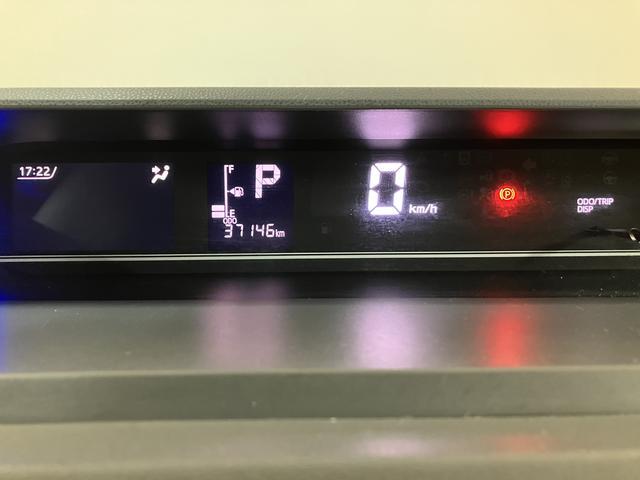 17:22
F
P
E
ODO
37146km
0 km/h
P
ODO/TRIP
DISP